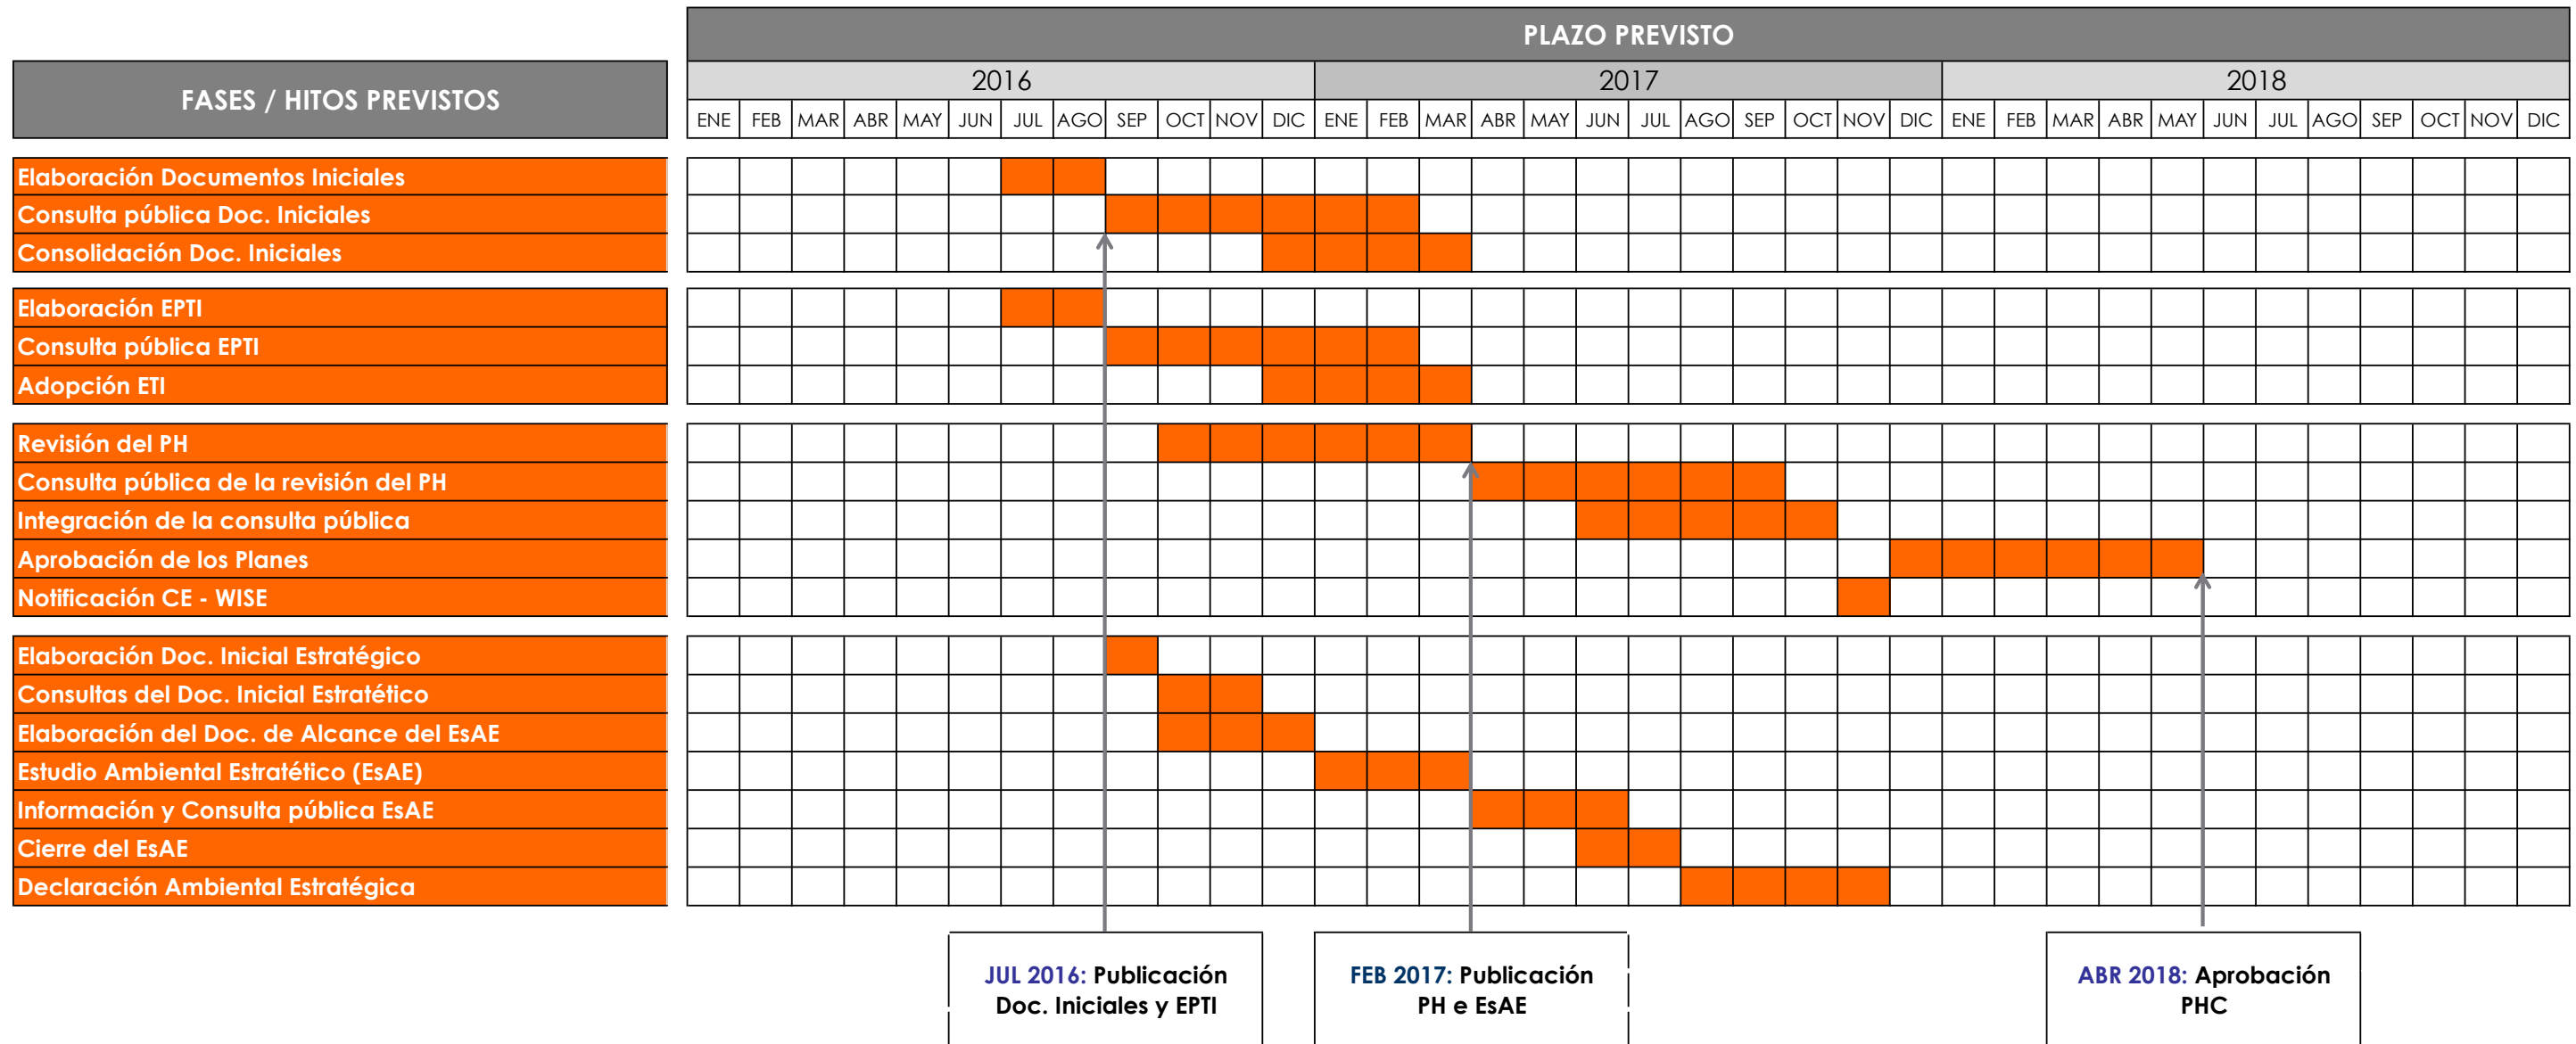 PLAZO PREVISTO
FASES / HITOS PREVISTOS
2016 2017 2018
ENE FEB MAR ABR MAY JUN JUL AGO SEP OCT NOV DIC ENE FEB MAR ABR MAY JUN JUL AGO SEP OCT NOV DIC ENE FEB MAR ABR MAY JUN JUL AGO SEP OCT NOV DIC
Elaboración Documentos Iniciales
Consulta pública Doc. Iniciales
Consolidación Doc. Iniciales
Elaboración EPTI
Consulta pública EPTI
Adopción ETI
Revisión del PH
Consulta pública de la revisión del PH
Integración de la consulta pública
Aprobación de los Planes
Notificación CE - WISE
Elaboración Doc. Inicial Estratégico
Consultas del Doc. Inicial Estratético
Elaboración del Doc. de Alcance del EsAE
Estudio Ambiental Estratético (EsAE)
Información y Consulta pública EsAE
Cierre del EsAE
Declaración Ambiental Estratégica
JUL 2016: Publicación
Doc. Iniciales y EPTI
FEB 2017: Publicación
PH e EsAE
ABR 2018: Aprobación
PHC